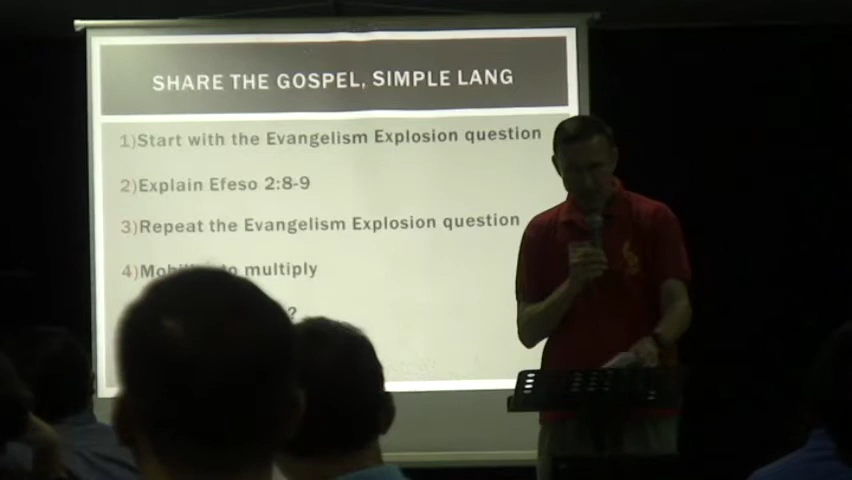 SHARE THE GOSPEL, SIMPLE LANG
1)Start with the Evangelism Explosion question
2)Explain Efeso 2:8-9
3)Repeat the Evangelism Explosion question
4) to multiply
?